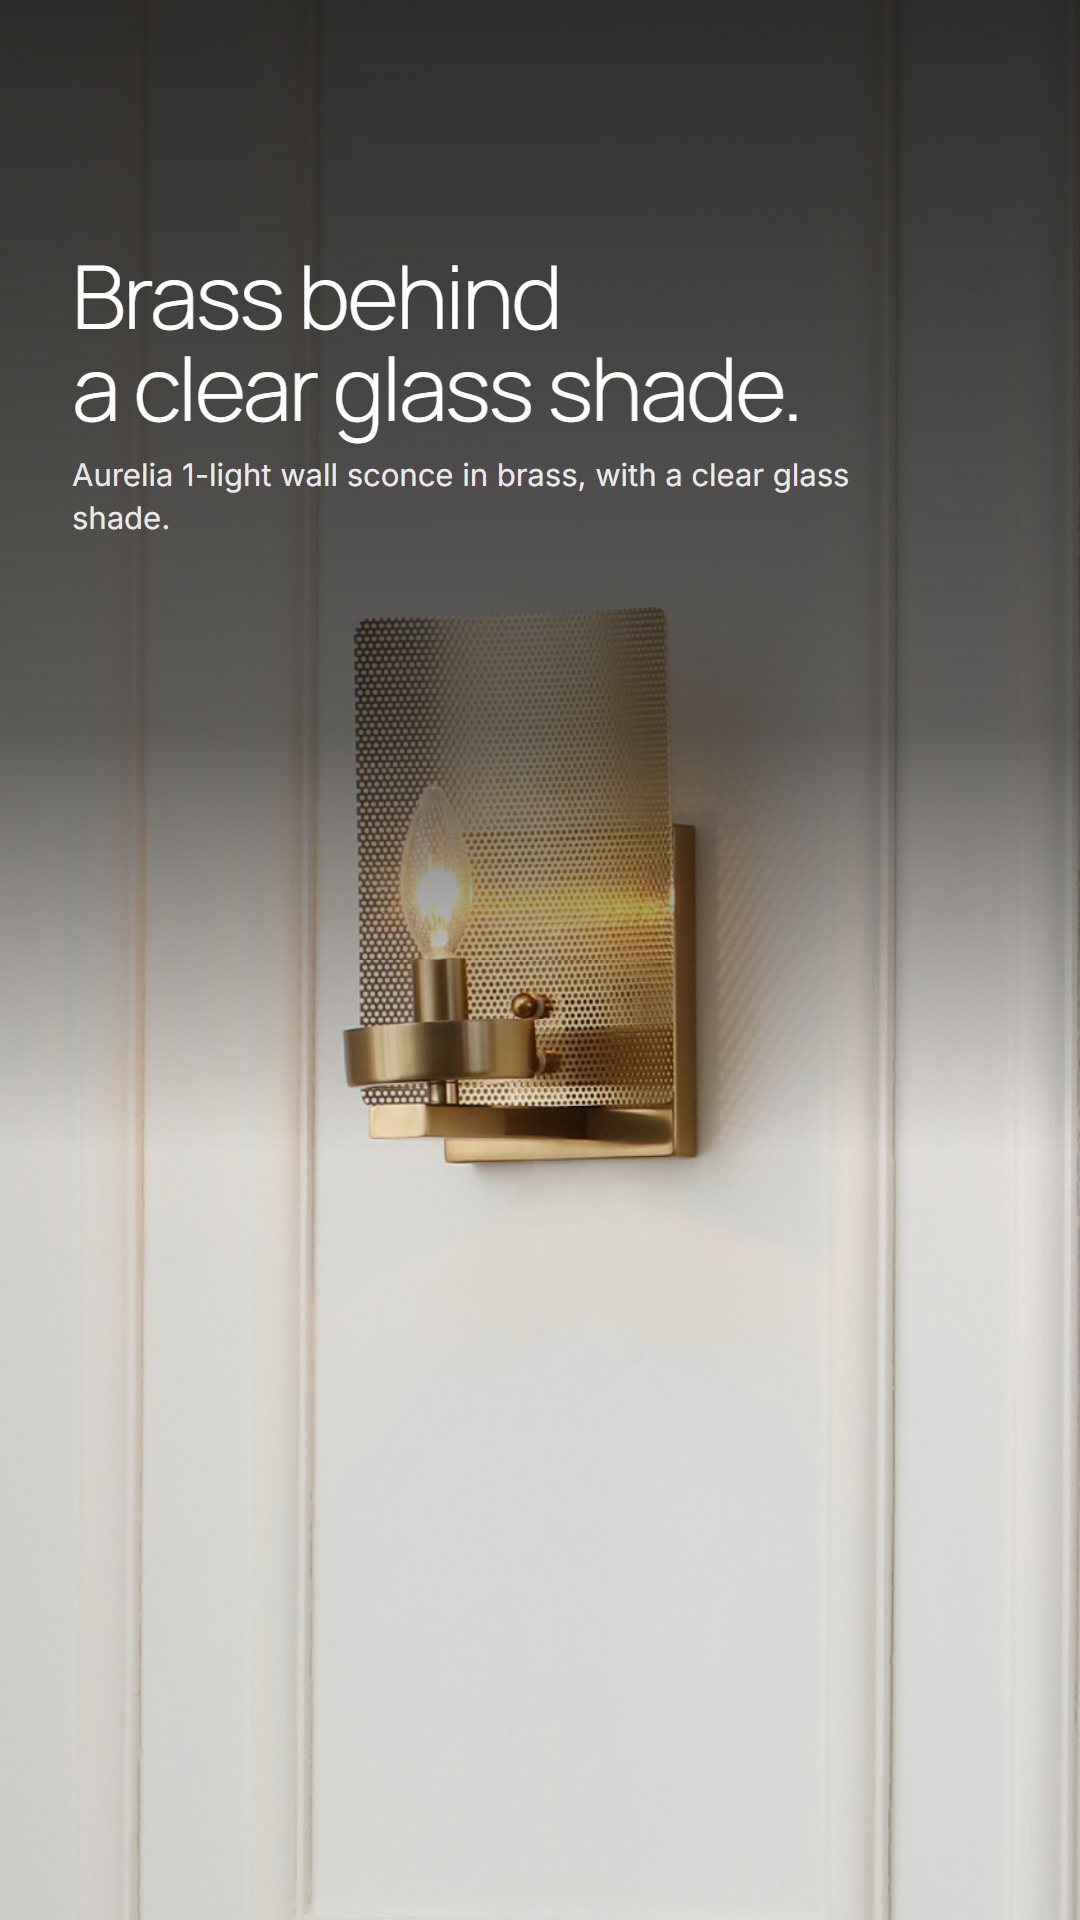 Brass behind
a clear glass shade.
Aurelia 1-light wall sconce in brass, with a clear glass
shade.